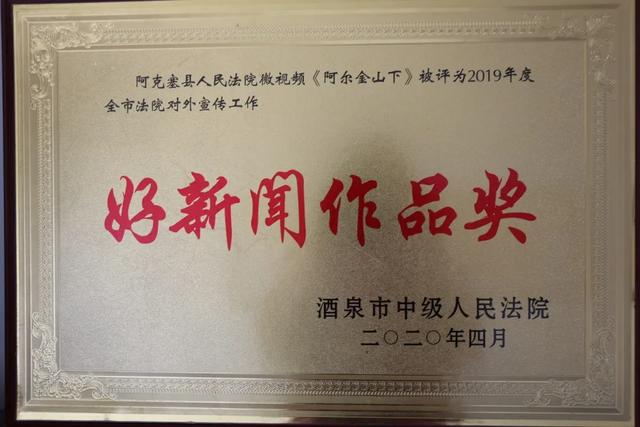 阿克塞县人民法院微视频《阿尔金山下》被评为2019年度
全市法院对外宣传工作
好新闻作品奖
酒泉市中级人民法院
二〇二〇年四月